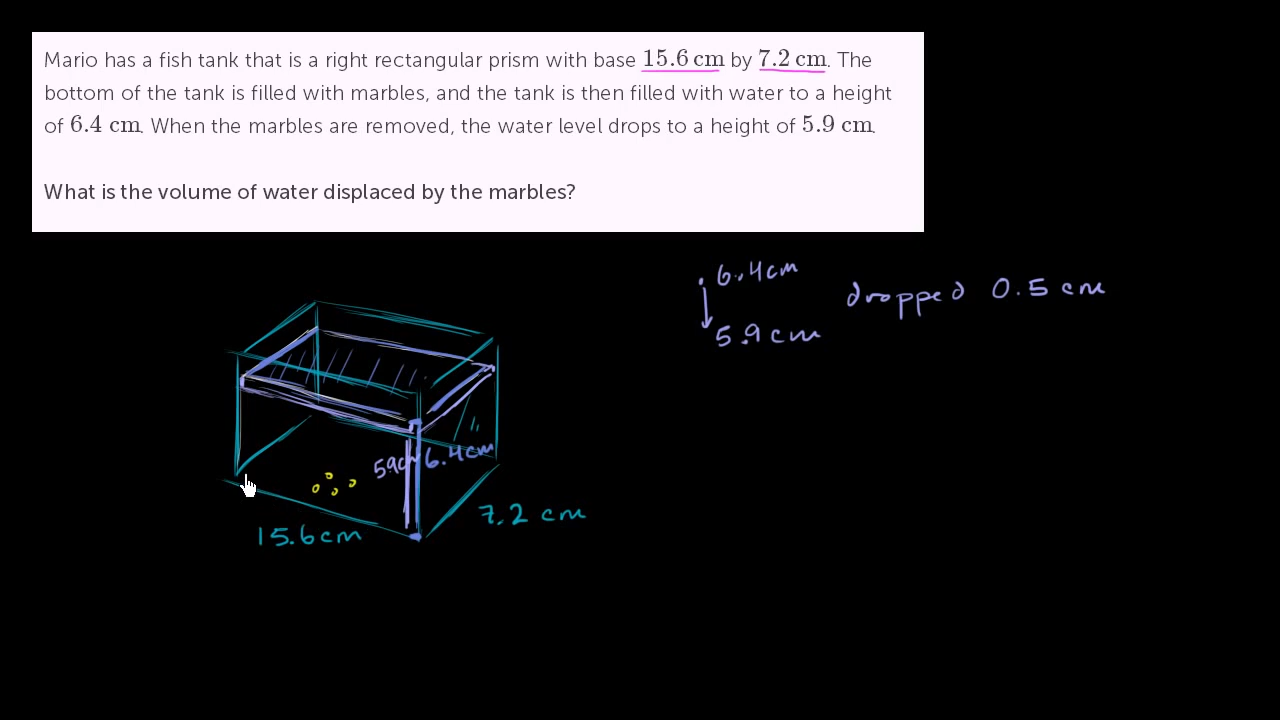 Mario has a fish tank that is a right rectangular prism with base 15.6 cm by 7.2 cm. The
bottom of the tank is filled with marbles, and the tank is then filled with water to a height
of 6.4 cm. When the marbles are removed, the water level drops to a height of 5.9 cm.
What is the volume of water displaced by the marbles?
6.4cm
dropped 0.5 cm
5.9cm
5.9cm
6.4cm
7.2 cm
15.6cm